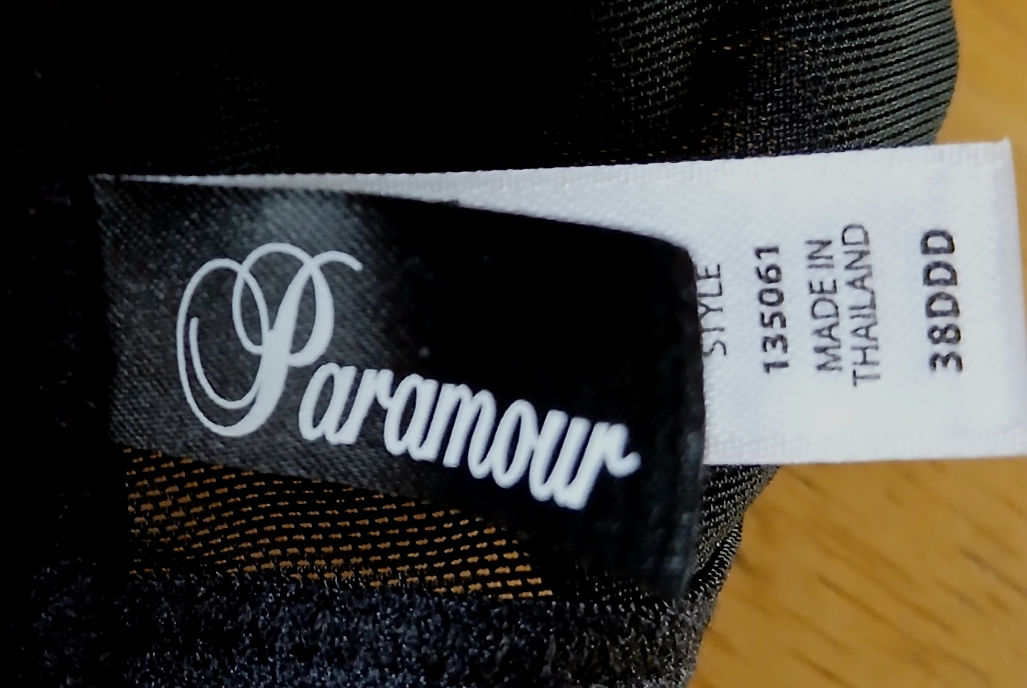 Paramour
STYLE
135061
MADE IN
THAILAND
38DDD